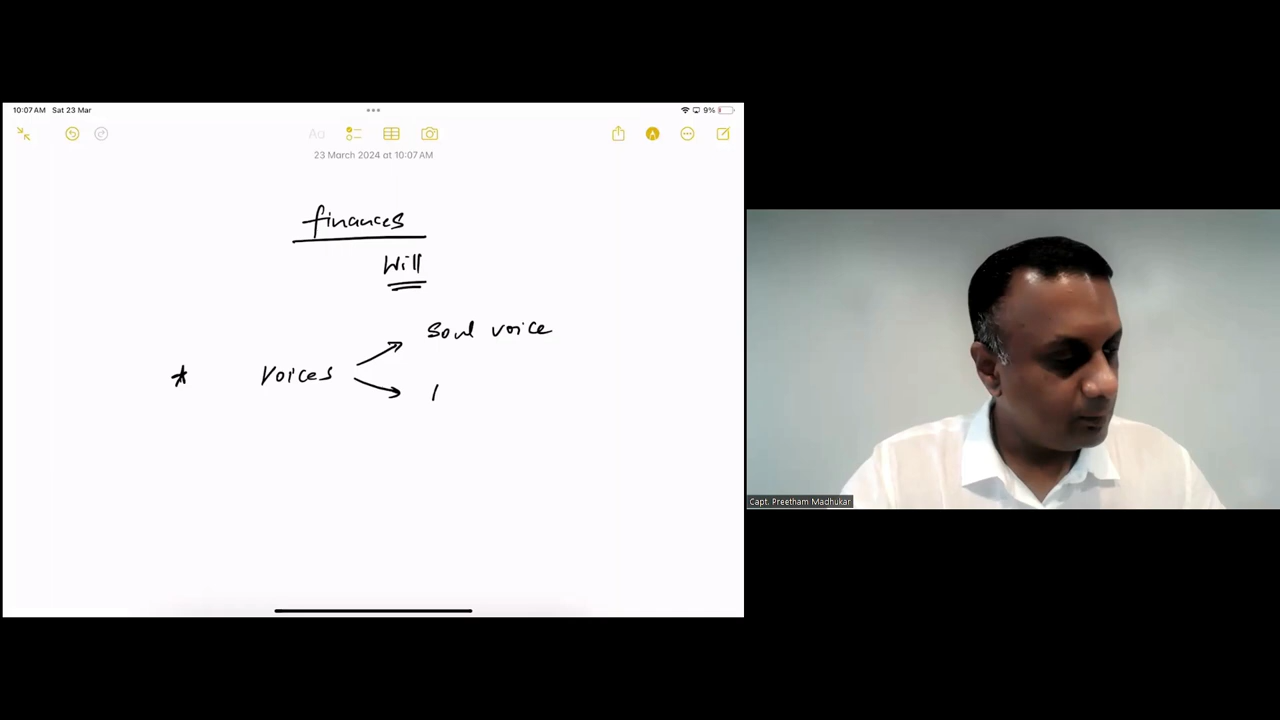 10:07 AM Sat 23 Mar
9%
Aa
23 March 2024 at 10:07 AM
finances
Will
Soul voice
* Voices
Capt. Preetham Madhukar